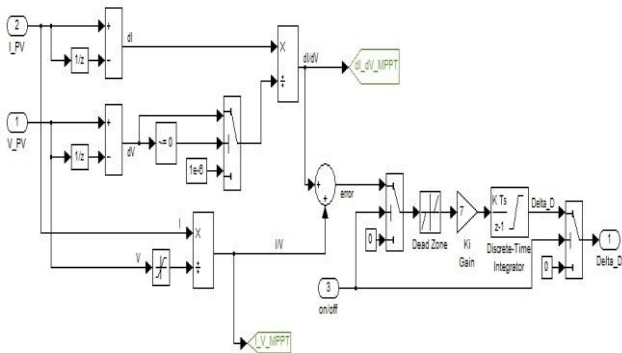 2
I_PV
1/z
+
-
dI
×
÷
dI/dV
dI_dV_MPPT
1
V_PV
1/z
+
-
dV
~= 0
1e-6
I
V
×
÷
I/V
I_V_MPPT
+
+
error
0
Dead Zone
Ki
Gain
K Ts
z-1
Discrete-Time
Integrator
Delta_D
0
1
Delta_D
3
on/off